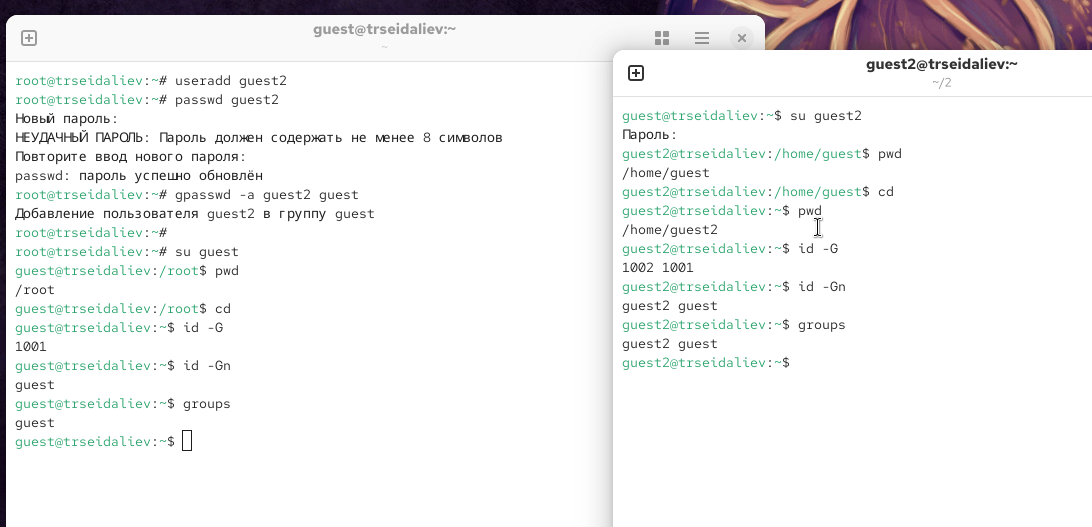 guest@trseidaliev:~
~
root@trseidaliev:~# useradd guest2
root@trseidaliev:~# passwd guest2
Новый пароль:
НЕУДАЧНЫЙ ПАРОЛЬ: Пароль должен содержать не менее 8 символов
Повторите ввод нового пароля:
passwd: пароль успешно обновлён
root@trseidaliev:~# gpasswd -a guest2 guest
Добавление пользователя guest2 в группу guest
root@trseidaliev:~#
root@trseidaliev:~# su guest
guest@trseidaliev:/root$ pwd
/root
guest@trseidaliev:/root$ cd
guest@trseidaliev:~$ id -G
1001
guest@trseidaliev:~$ id -Gn
guest
guest@trseidaliev:~$ groups
guest
guest@trseidaliev:~$
guest2@trseidaliev:~
~/2
guest@trseidaliev:~$ su guest2
Пароль:
guest2@trseidaliev:/home/guest$ pwd
/home/guest
guest2@trseidaliev:/home/guest$ cd
guest2@trseidaliev:~$ pwd
/home/guest2
guest2@trseidaliev:~$ id -G
1002 1001
guest2@trseidaliev:~$ id -Gn
guest2 guest
guest2@trseidaliev:~$ groups
guest2 guest
guest2@trseidaliev:~$